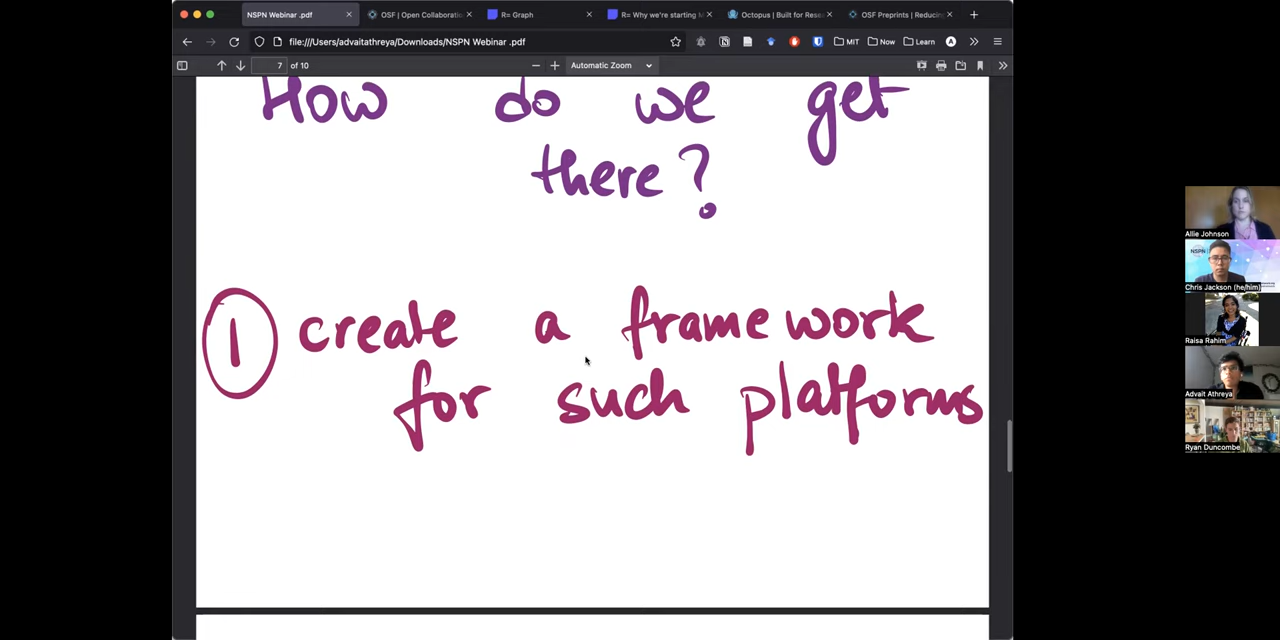 NSPN Webinar .pdf
OSF | Open Collaboratio
R= Graph
R= Why we're starting M
Octopus | Built for Rese
OSF Preprints | Reducing
file:///Users/advaitathreya/Downloads/NSPN Webinar .pdf
MIT
Now
Learn
7 of 10
Automatic Zoom
How do we get
there?
1 create a framework
for such platforms
Allie Johnson
NSPN
Chris Jackson (he/him)
Raisa Rahim
Advait Athreya
Ryan Duncombe